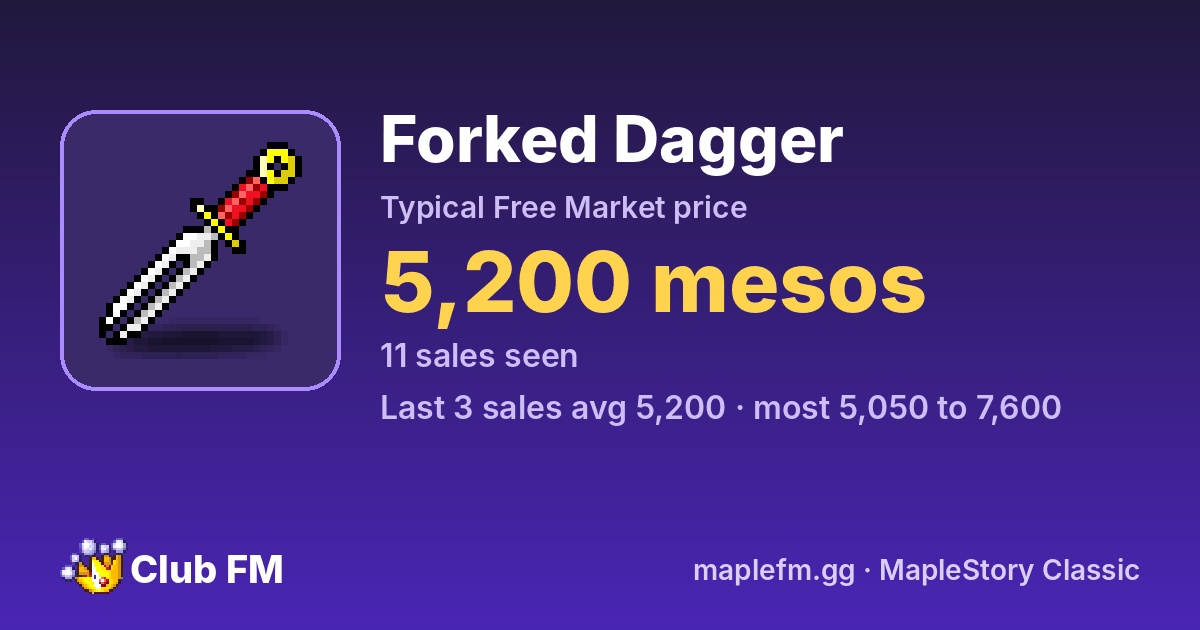 Forked Dagger
Typical Free Market price
5,200 mesos
11 sales seen
Last 3 sales avg 5,200 · most 5,050 to 7,600
Club FM
maplefm.gg · MapleStory Classic